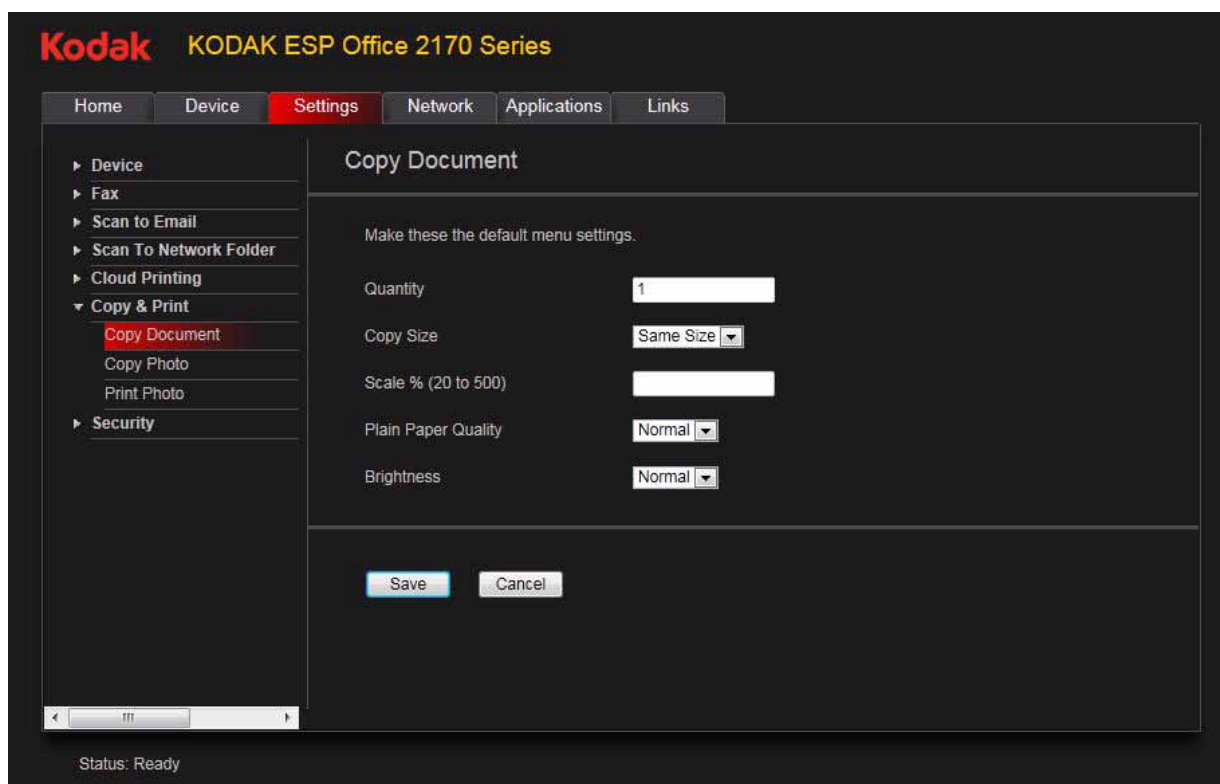 Kodak KODAK ESP Office 2170 Series
Home Device Settings Network Applications Links
Device
Fax
Scan to Email
Scan To Network Folder
Cloud Printing
Copy & Print
Copy Document
Copy Photo
Print Photo
Security
Copy Document
Make these the default menu settings.
Quantity 1
Copy Size Same Size
Scale % (20 to 500)
Plain Paper Quality Normal
Brightness Normal
Save Cancel
Status: Ready